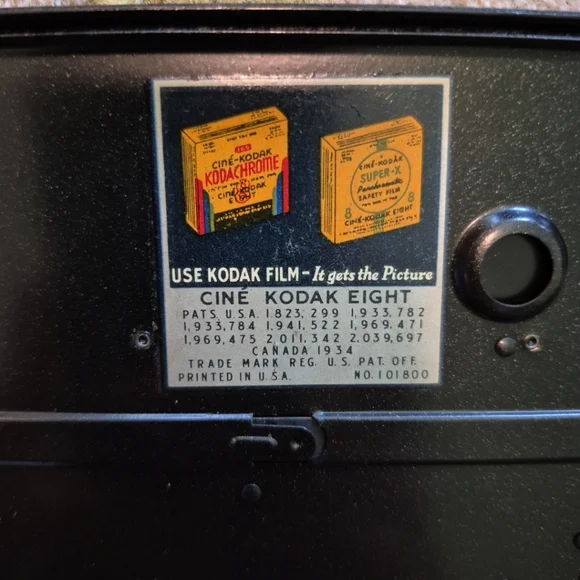 CINÉ-KODAK
KODACHROME
CINÉ-KODAK
EIGHT
CINÉ-KODAK
SUPER-X
Panchromatic
SAFETY FILM
8 8
CINÉ-KODAK EIGHT
USE KODAK FILM - It gets the Picture
CINÉ KODAK EIGHT
PATS. U.S.A. 1,823,299 1,933,782
1,933,784 1,941,522 1,969,471
1,969,475 2,011,342 2,039,697
CANADA 1934
TRADE MARK REG. U.S. PAT. OFF.
PRINTED IN U.S.A. NO. 101800